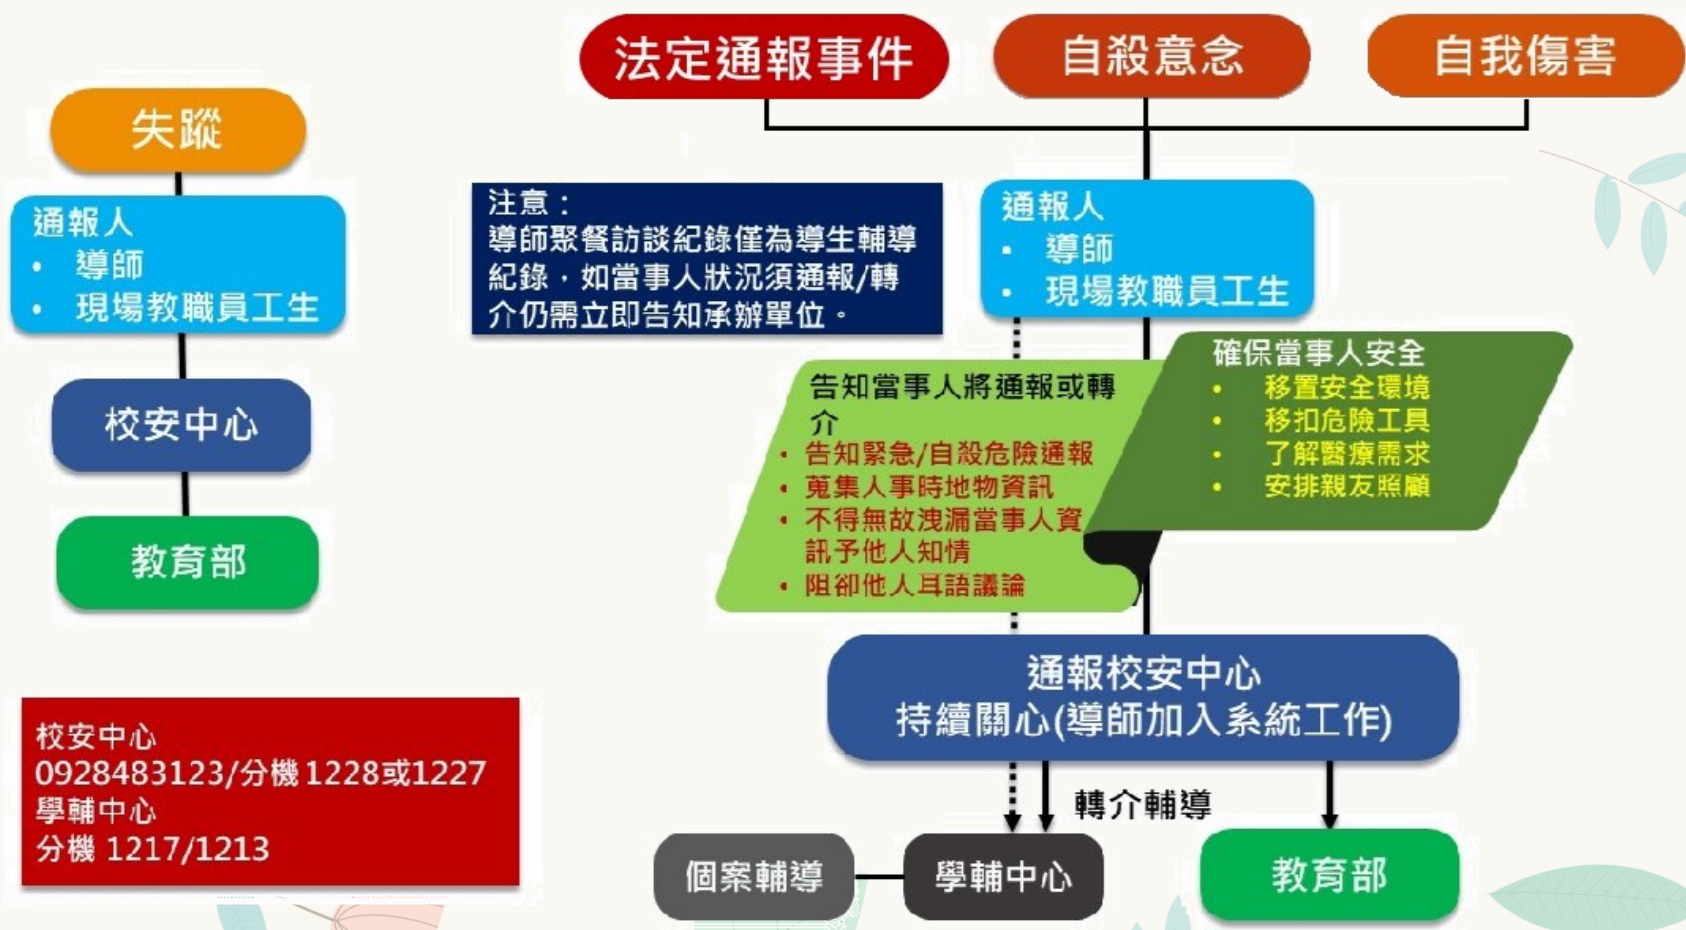 法定通報事件
自殺意念
自我傷害
失蹤
通報人
• 導師
• 現場教職員工生
校安中心
教育部
注意：
導師聚餐訪談紀錄僅為導生輔導
紀錄，如當事人狀況須通報/轉
介仍需立即告知承辦單位。
通報人
• 導師
• 現場教職員工生
確保當事人安全
• 移置安全環境
• 移扣危險工具
• 了解醫療需求
• 安排親友照顧
告知當事人將通報或轉
介
• 告知緊急/自殺危險通報
• 蒐集人事時地物資訊
• 不得無故洩漏當事人資
訊予他人知情
• 阻卻他人耳語議論
通報校安中心
持續關心(導師加入系統工作)
轉介輔導
個案輔導
學輔中心
教育部
校安中心
0928483123/分機 1228或1227
學輔中心
分機 1217/1213